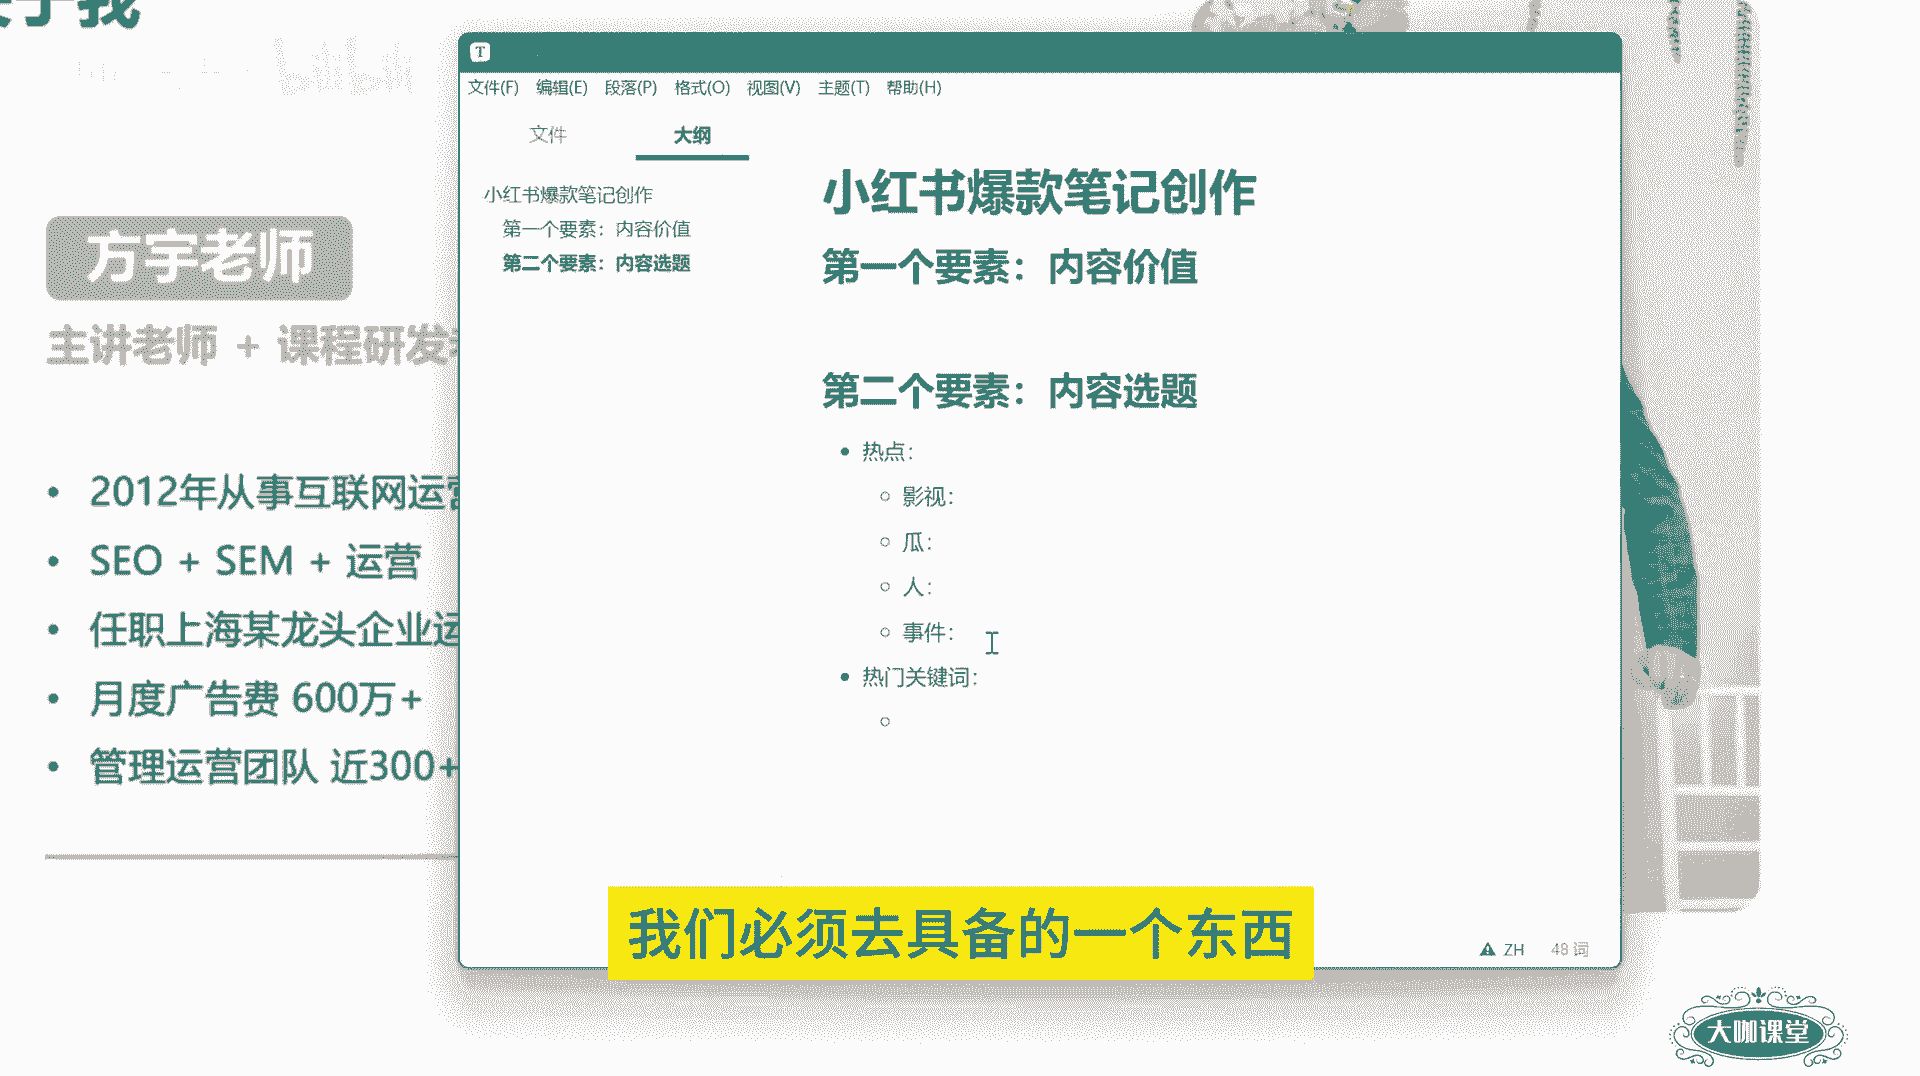 bilibili
方宇老师
主讲老师 + 课程研发
2012年从事互联网运营
SEO + SEM + 运营
任职上海某龙头企业运
月度广告费 600万+
管理运营团队 近300+
T
文件(F) 编辑(E) 段落(P) 格式(O) 视图(V) 主题(T) 帮助(H)
文件 大纲
小红书爆款笔记创作
第一个要素：内容价值
第二个要素：内容选题
小红书爆款笔记创作
第一个要素：内容价值
第二个要素：内容选题
热点：
影视：
瓜：
人：
事件：
热门关键词：
ZH 48 词
我们必须去具备的一个东西
大咖课堂